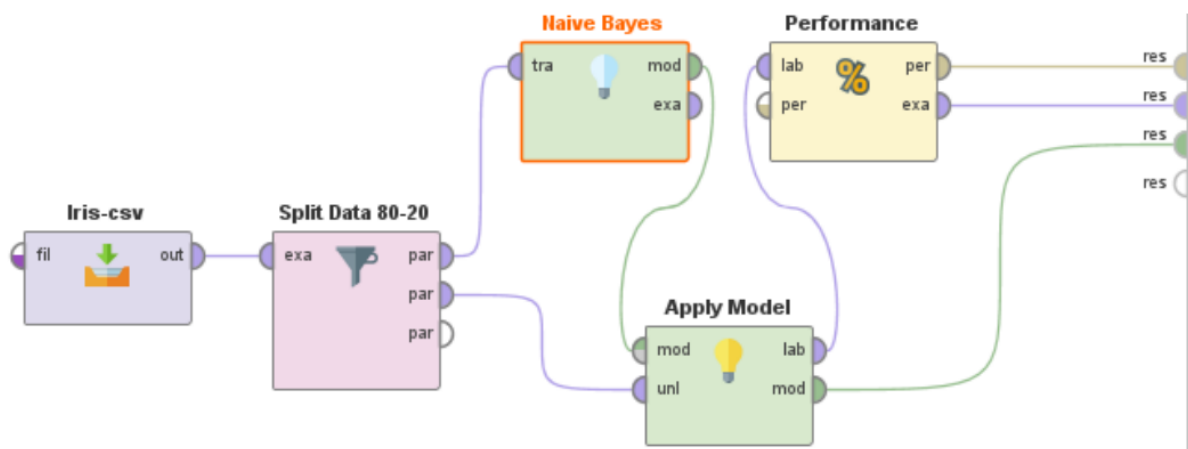 Naive Bayes
tra
mod
exa
Performance
lab
per
per
exa
res
res
res
res
Iris-csv
fil
out
Split Data 80-20
exa
par
par
par
Apply Model
mod
lab
unl
mod